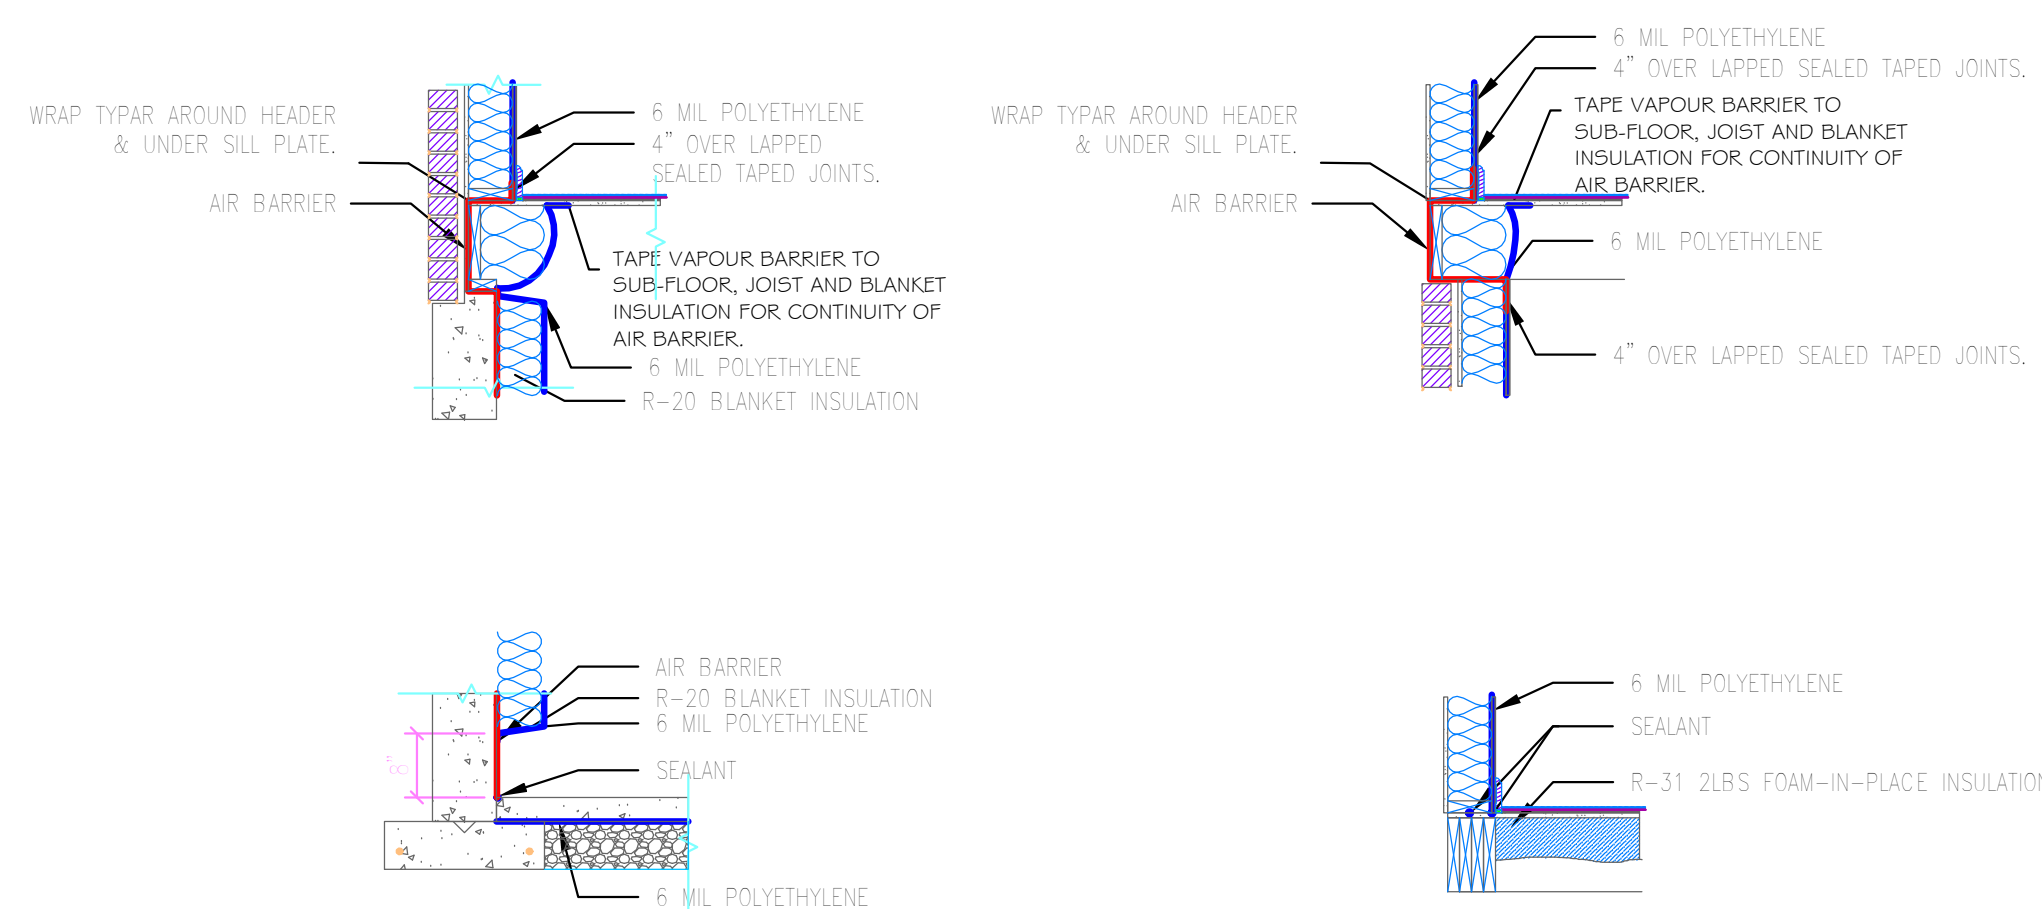 WRAP TYPAR AROUND HEADER
& UNDER SILL PLATE.
AIR BARRIER
6 MIL POLYETHYLENE
4" OVER LAPPED
SEALED TAPED JOINTS.
TAPE VAPOUR BARRIER TO
SUB-FLOOR, JOIST AND BLANKET
INSULATION FOR CONTINUITY OF
AIR BARRIER.
6 MIL POLYETHYLENE
R-20 BLANKET INSULATION
WRAP TYPAR AROUND HEADER
& UNDER SILL PLATE.
AIR BARRIER
6 MIL POLYETHYLENE
4" OVER LAPPED SEALED TAPED JOINTS.
TAPE VAPOUR BARRIER TO
SUB-FLOOR, JOIST AND BLANKET
INSULATION FOR CONTINUITY OF
AIR BARRIER.
6 MIL POLYETHYLENE
4" OVER LAPPED SEALED TAPED JOINTS.
AIR BARRIER
R-20 BLANKET INSULATION
6 MIL POLYETHYLENE
SEALANT
8"
6 MIL POLYETHYLENE
6 MIL POLYETHYLENE
SEALANT
R-31 2LBS FOAM-IN-PLACE INSULATION